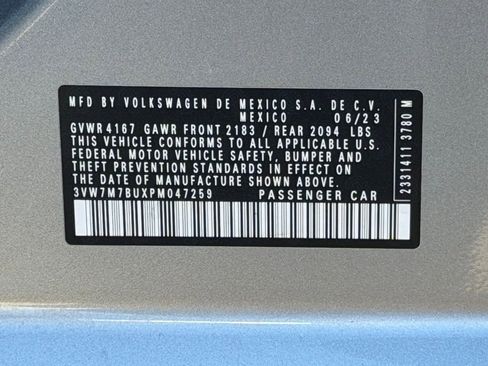 MFD BY VOLKSWAGEN DE MEXICO S.A. DE C.V.
MEXICO 06/23
GVWR 4167 GAWR FRONT 2183 / REAR 2094 LBS
THIS VEHICLE CONFORMS TO ALL APPLICABLE U.S.
FEDERAL MOTOR VEHICLE SAFETY, BUMPER AND
THEFT PREVENTION STANDARDS IN EFFECT ON
THE DATE OF MANUFACTURE SHOWN ABOVE.
3VW7M7BUXPM047259 PASSENGER CAR
2331411 3780 M